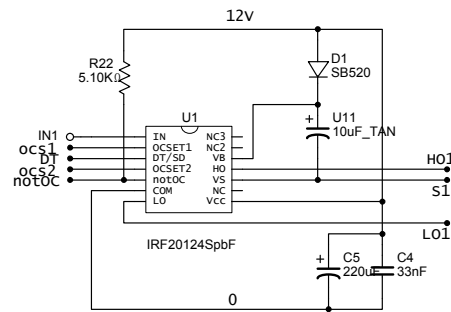 12v
R22
5.10KΩ
D1
SB520
U1
U11
10uF_TAN
IN1
ocs1
DT
ocs2
notOC
IN
OCSET1
DT/SD
OCSET2
notOC
COM
LO
NC3
NC2
VB
HO
VS
NC
Vcc
HO1
S1
LO1
IRF20124SpbF
C5
220uF
C4
33nF
0